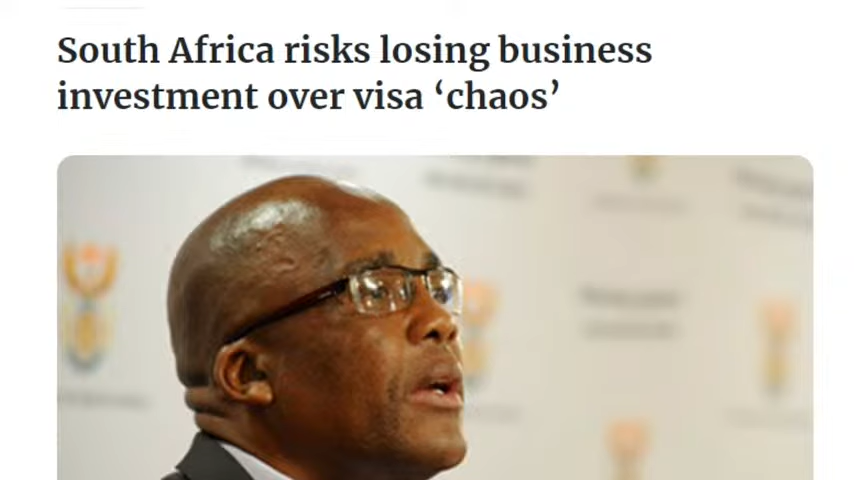 South Africa risks losing business
investment over visa ‘chaos’